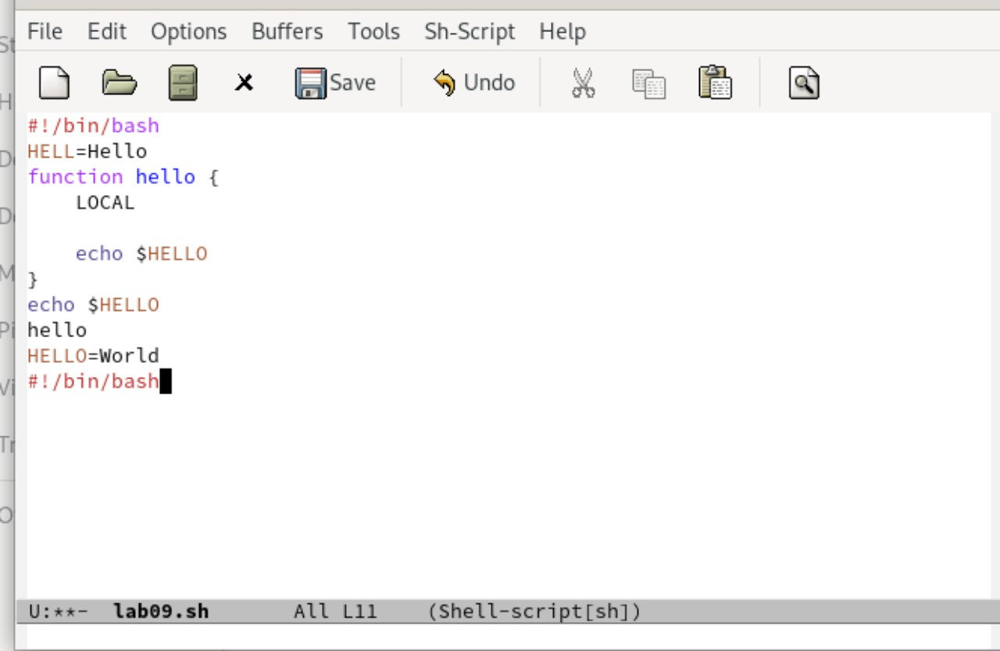 File Edit Options Buffers Tools Sh-Script Help
Save Undo
#!/bin/bash
HELL=Hello
function hello {
    LOCAL

    echo $HELLO
}
echo $HELLO
hello
HELLO=World
#!/bin/bash
U:**-  lab09.sh       All L11    (Shell-script[sh])